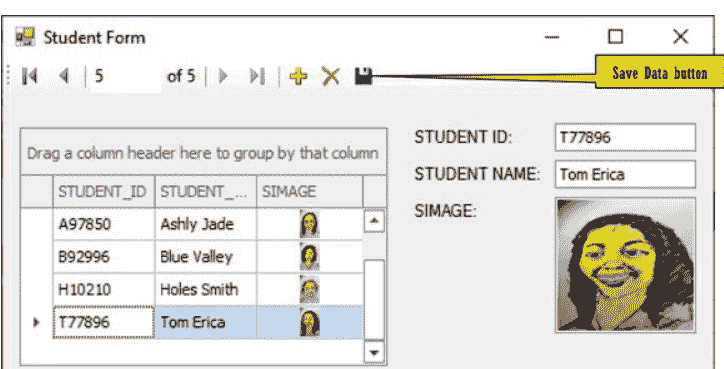 Student Form
5 of 5
Save Data button
Drag a column header here to group by that column
STUDENT_ID STUDENT_... SIMAGE
A97850 Ashly Jade
B92996 Blue Valley
H10210 Holes Smith
T77896 Tom Erica
STUDENT ID: T77896
STUDENT NAME: Tom Erica
SIMAGE: